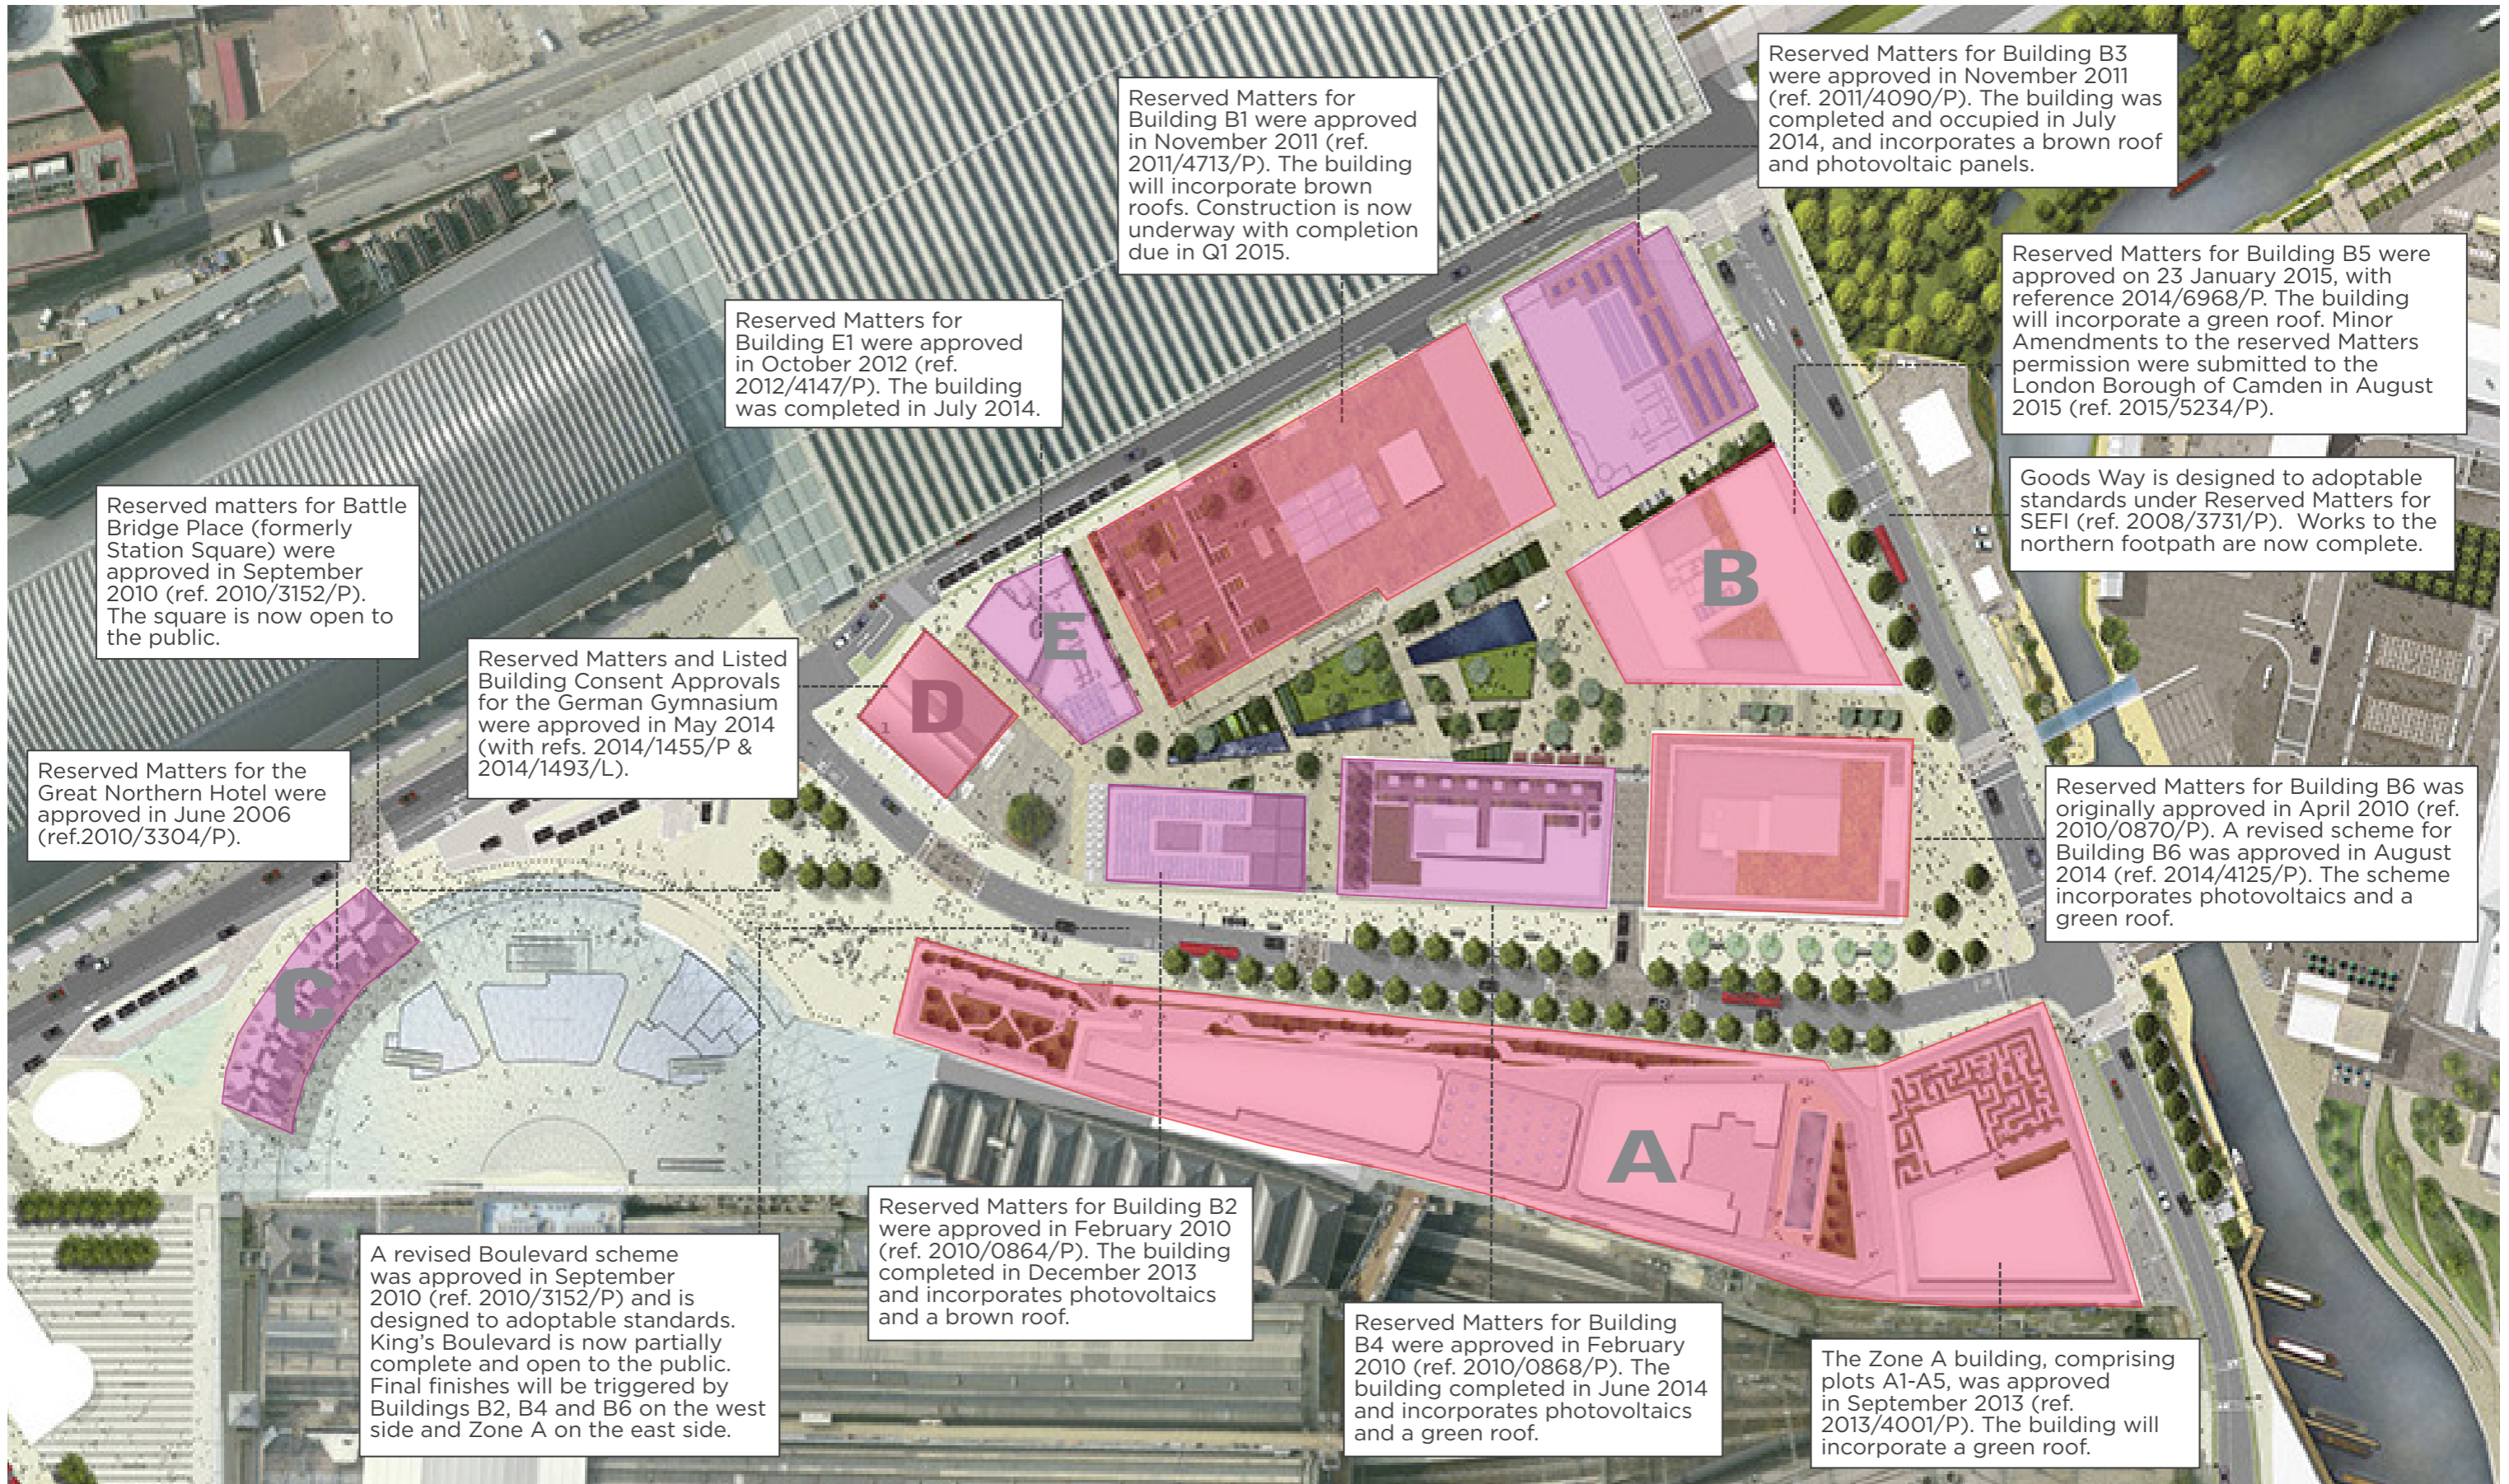 Reserved Matters for Building B3
were approved in November 2011
(ref. 2011/4090/P). The building was
completed and occupied in July
2014, and incorporates a brown roof
and photovoltaic panels.
Reserved Matters for
Building B1 were approved
in November 2011 (ref.
2011/4713/P). The building
will incorporate brown
roofs. Construction is now
underway with completion
due in Q1 2015.
Reserved Matters for Building B5 were
approved on 23 January 2015, with
reference 2014/6968/P. The building
will incorporate a green roof. Minor
Amendments to the reserved Matters
permission were submitted to the
London Borough of Camden in August
2015 (ref. 2015/5234/P).
Reserved Matters for
Building E1 were approved
in October 2012 (ref.
2012/4147/P). The building
was completed in July 2014.
Goods Way is designed to adoptable
standards under Reserved Matters for
SEFI (ref. 2008/3731/P).  Works to the
northern footpath are now complete.
Reserved matters for Battle
Bridge Place (formerly
Station Square) were
approved in September
2010 (ref. 2010/3152/P).
The square is now open to
the public.
B
E
Reserved Matters and Listed
Building Consent Approvals
for the German Gymnasium
were approved in May 2014
(with refs. 2014/1455/P &
2014/1493/L).
D
1
Reserved Matters for the
Great Northern Hotel were
approved in June 2006
(ref.2010/3304/P).
Reserved Matters for Building B6 was
originally approved in April 2010 (ref.
2010/0870/P). A revised scheme for
Building B6 was approved in August
2014 (ref. 2014/4125/P). The scheme
incorporates photovoltaics and a
green roof.
C
A
Reserved Matters for Building B2
were approved in February 2010
(ref. 2010/0864/P). The building
completed in December 2013
and incorporates photovoltaics
and a brown roof.
A revised Boulevard scheme
was approved in September
2010 (ref. 2010/3152/P) and is
designed to adoptable standards.
King's Boulevard is now partially
complete and open to the public.
Final finishes will be triggered by
Buildings B2, B4 and B6 on the west
side and Zone A on the east side.
Reserved Matters for Building
B4 were approved in February
2010 (ref. 2010/0868/P). The
building completed in June 2014
and incorporates photovoltaics
and a green roof.
The Zone A building, comprising
plots A1-A5, was approved
in September 2013 (ref.
2013/4001/P). The building will
incorporate a green roof.